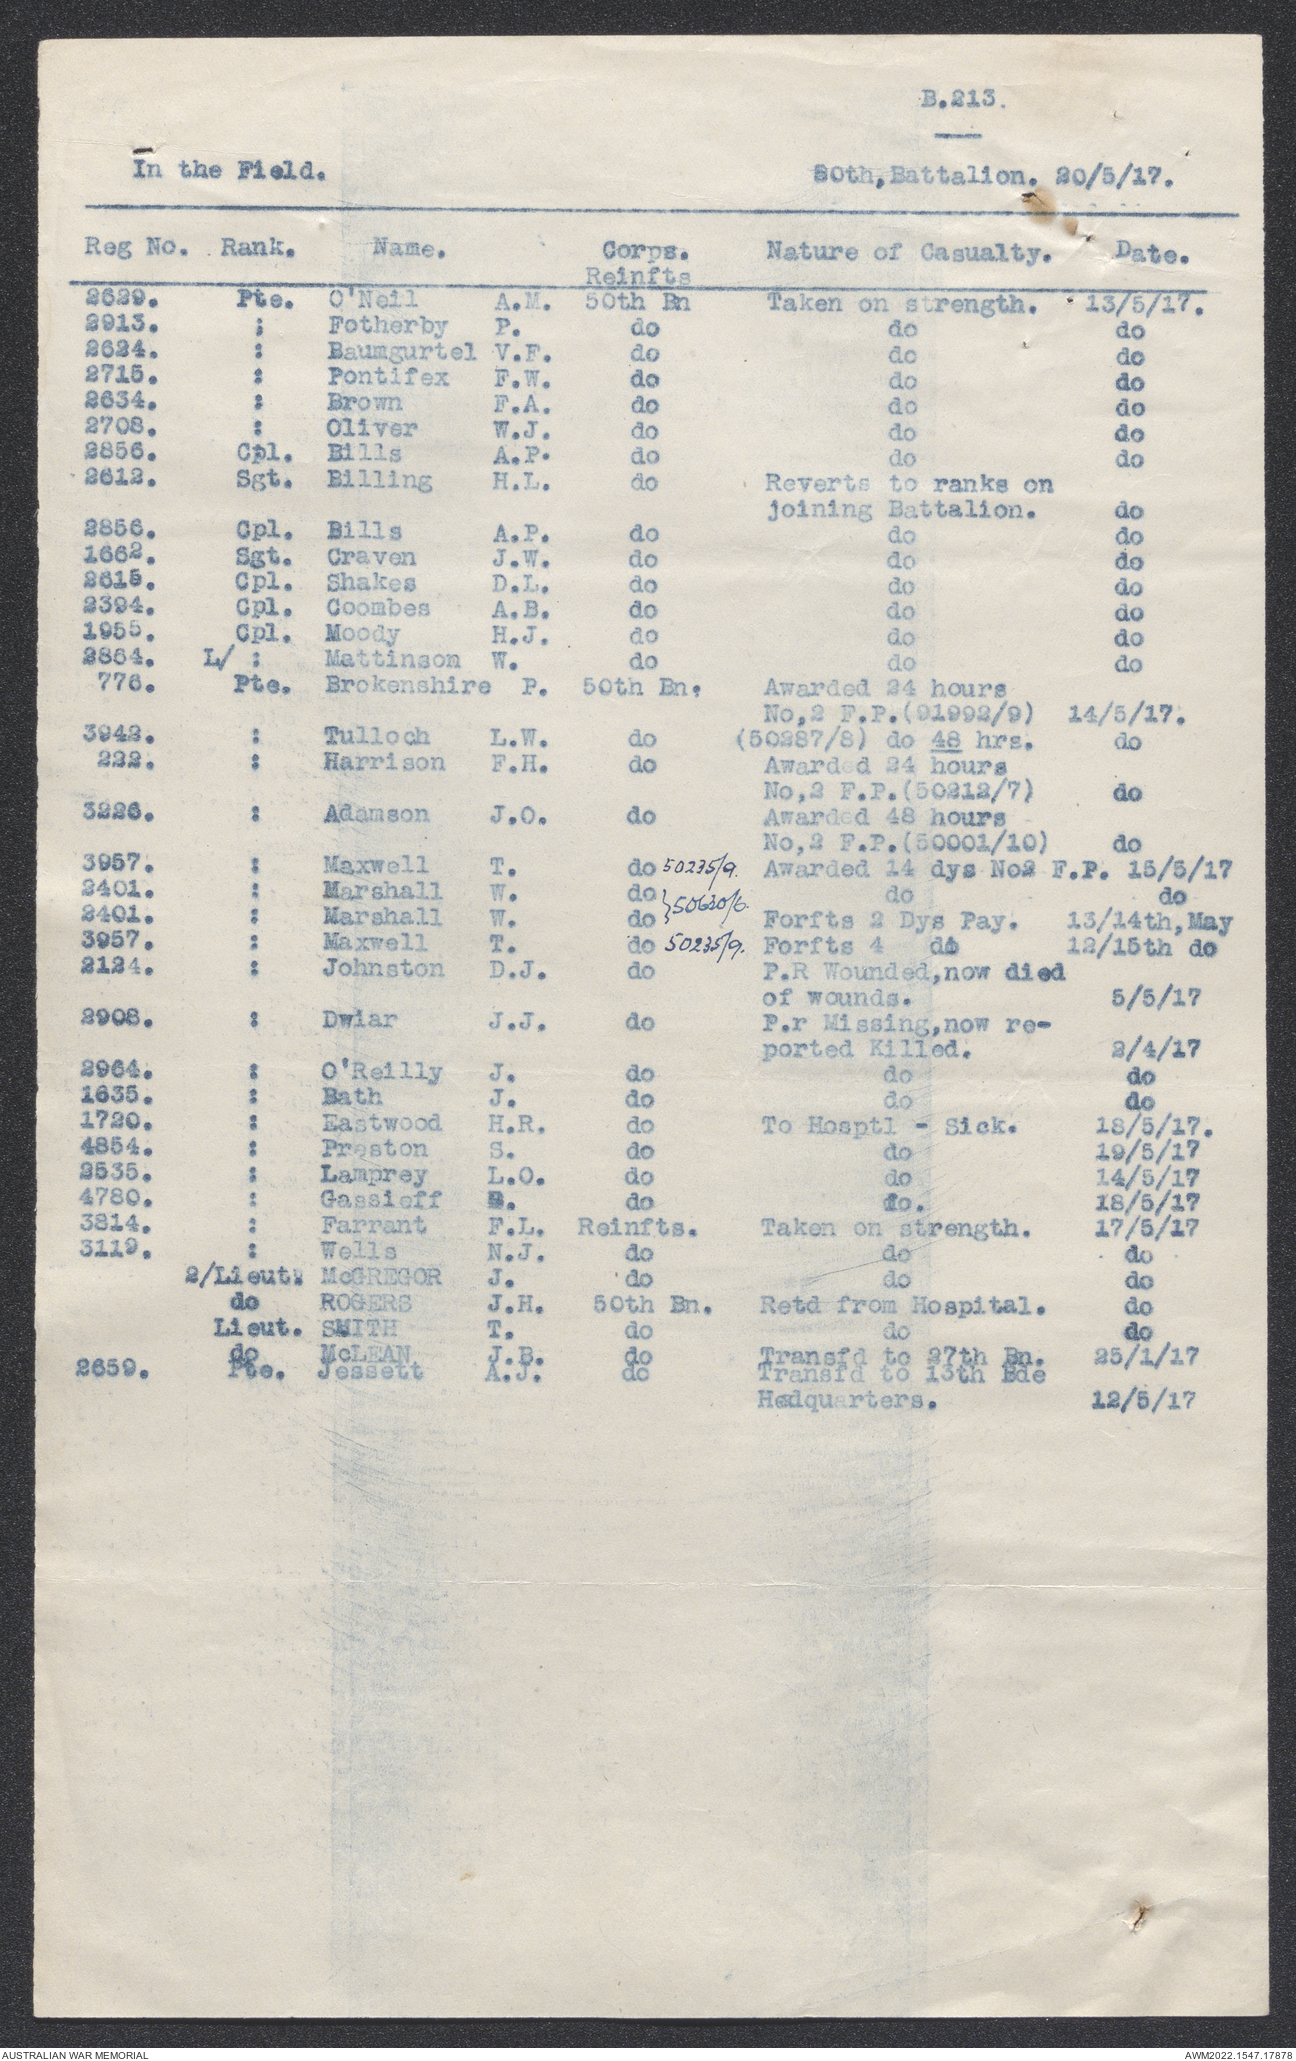 B.213.
In the Field. 50th,Battalion. 20/5/17.
Reg No. Rank. Name. Corps. Nature of Casualty. Date.
Reinfts
2629. Pte. O'Neil A.M. 50th Bn Taken on strength. 13/5/17.
2913. : Fotherby P. do do do
2624. : Baumgurtel V.F. do do do
2715. : Pontifex F.W. do do do
2634. : Brown F.A. do do do
2708. : Oliver W.J. do do do
2856. Cpl. Bills A.P. do do do
2612. Sgt. Billing H.L. do Reverts to ranks on
joining Battalion. do
2856. Cpl. Bills A.P. do do do
1662. Sgt. Craven J.W. do do do
2615. Cpl. Shakes D.L. do do do
2394. Cpl. Coombes A.B. do do do
1955. Cpl. Moody H.J. do do do
2864. L/ : Mattinson W. do do do
776. Pte. Brokenshire P. 50th Bn. Awarded 24 hours
No,2 F.P.(91992/9) 14/5/17.
3942. : Tulloch L.W. do (50287/8) do 48 hrs. do
222. : Harrison F.H. do Awarded 24 hours
No,2 F.P.(50212/7) do
3226. : Adamson J.O. do Awarded 48 hours
No,2 F.P.(50001/10) do
3957. : Maxwell T. do 50235/9. Awarded 14 dys No2 F.P. 15/5/17
2401. : Marshall W. do } 50620/6. do do
2401. : Marshall W. do Forfts 2 Dys Pay. 13/14th,May
3957. : Maxwell T. do 50235/9. Forfts 4 do 12/15th do
2124. : Johnston D.J. do P.R Wounded,now died
of wounds. 5/5/17
2908. : Dwiar J.J. do P.r Missing,now re-
ported Killed. 2/4/17
2964. : O'Reilly J. do do do
1635. : Bath J. do do do
1720. : Eastwood H.R. do To Hosptl - Sick. 18/5/17.
4854. : Preston S. do do 19/5/17
2535. : Lamprey L.O. do do 14/5/17
4780. : Gassieff do do. 18/5/17
3814. : Farrant F.L. Reinfts. Taken on strength. 17/5/17
3119. : Wells N.J. do do do
2/Lieut. McGREGOR J. do do do
do ROGERS J.H. 50th Bn. Retd from Hospital. do
Lieut. SMITH T. do do do
do McLEAN J.B. do Transfd to 27th Bn. 25/1/17
2659. Pte. Jessett A.J. do Transfd to 13th Bde
Headquarters. 12/5/17
AUSTRALIAN WAR MEMORIAL AWM2022.1547.17878